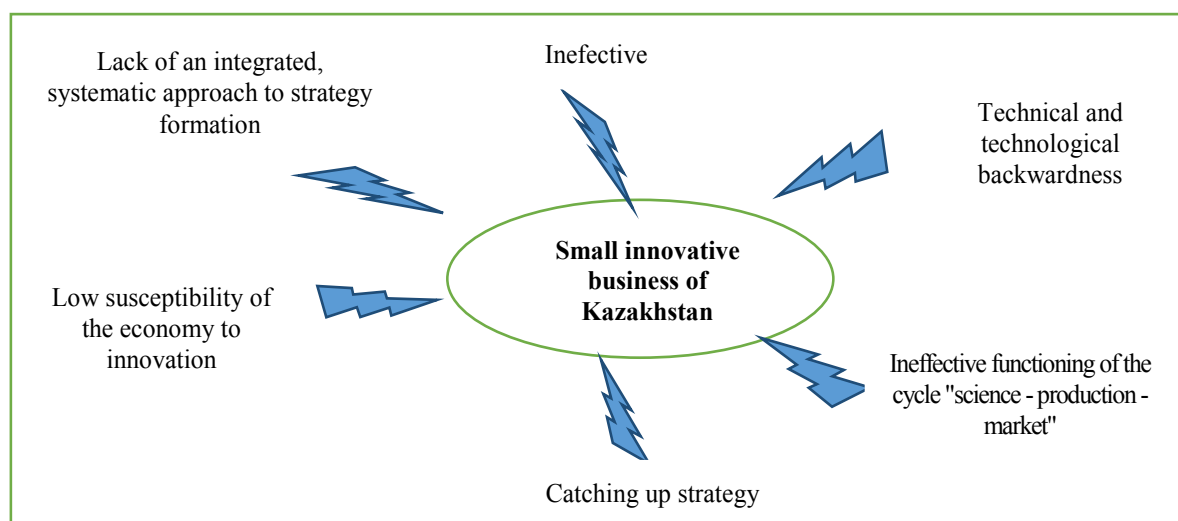 Lack of an integrated,
systematic approach to strategy
formation
Inefective
Technical and
technological
backwardness
Small innovative
business of
Kazakhstan
Low susceptibility of
the economy to
innovation
Ineffective functioning of the
cycle "science - production -
market"
Catching up strategy